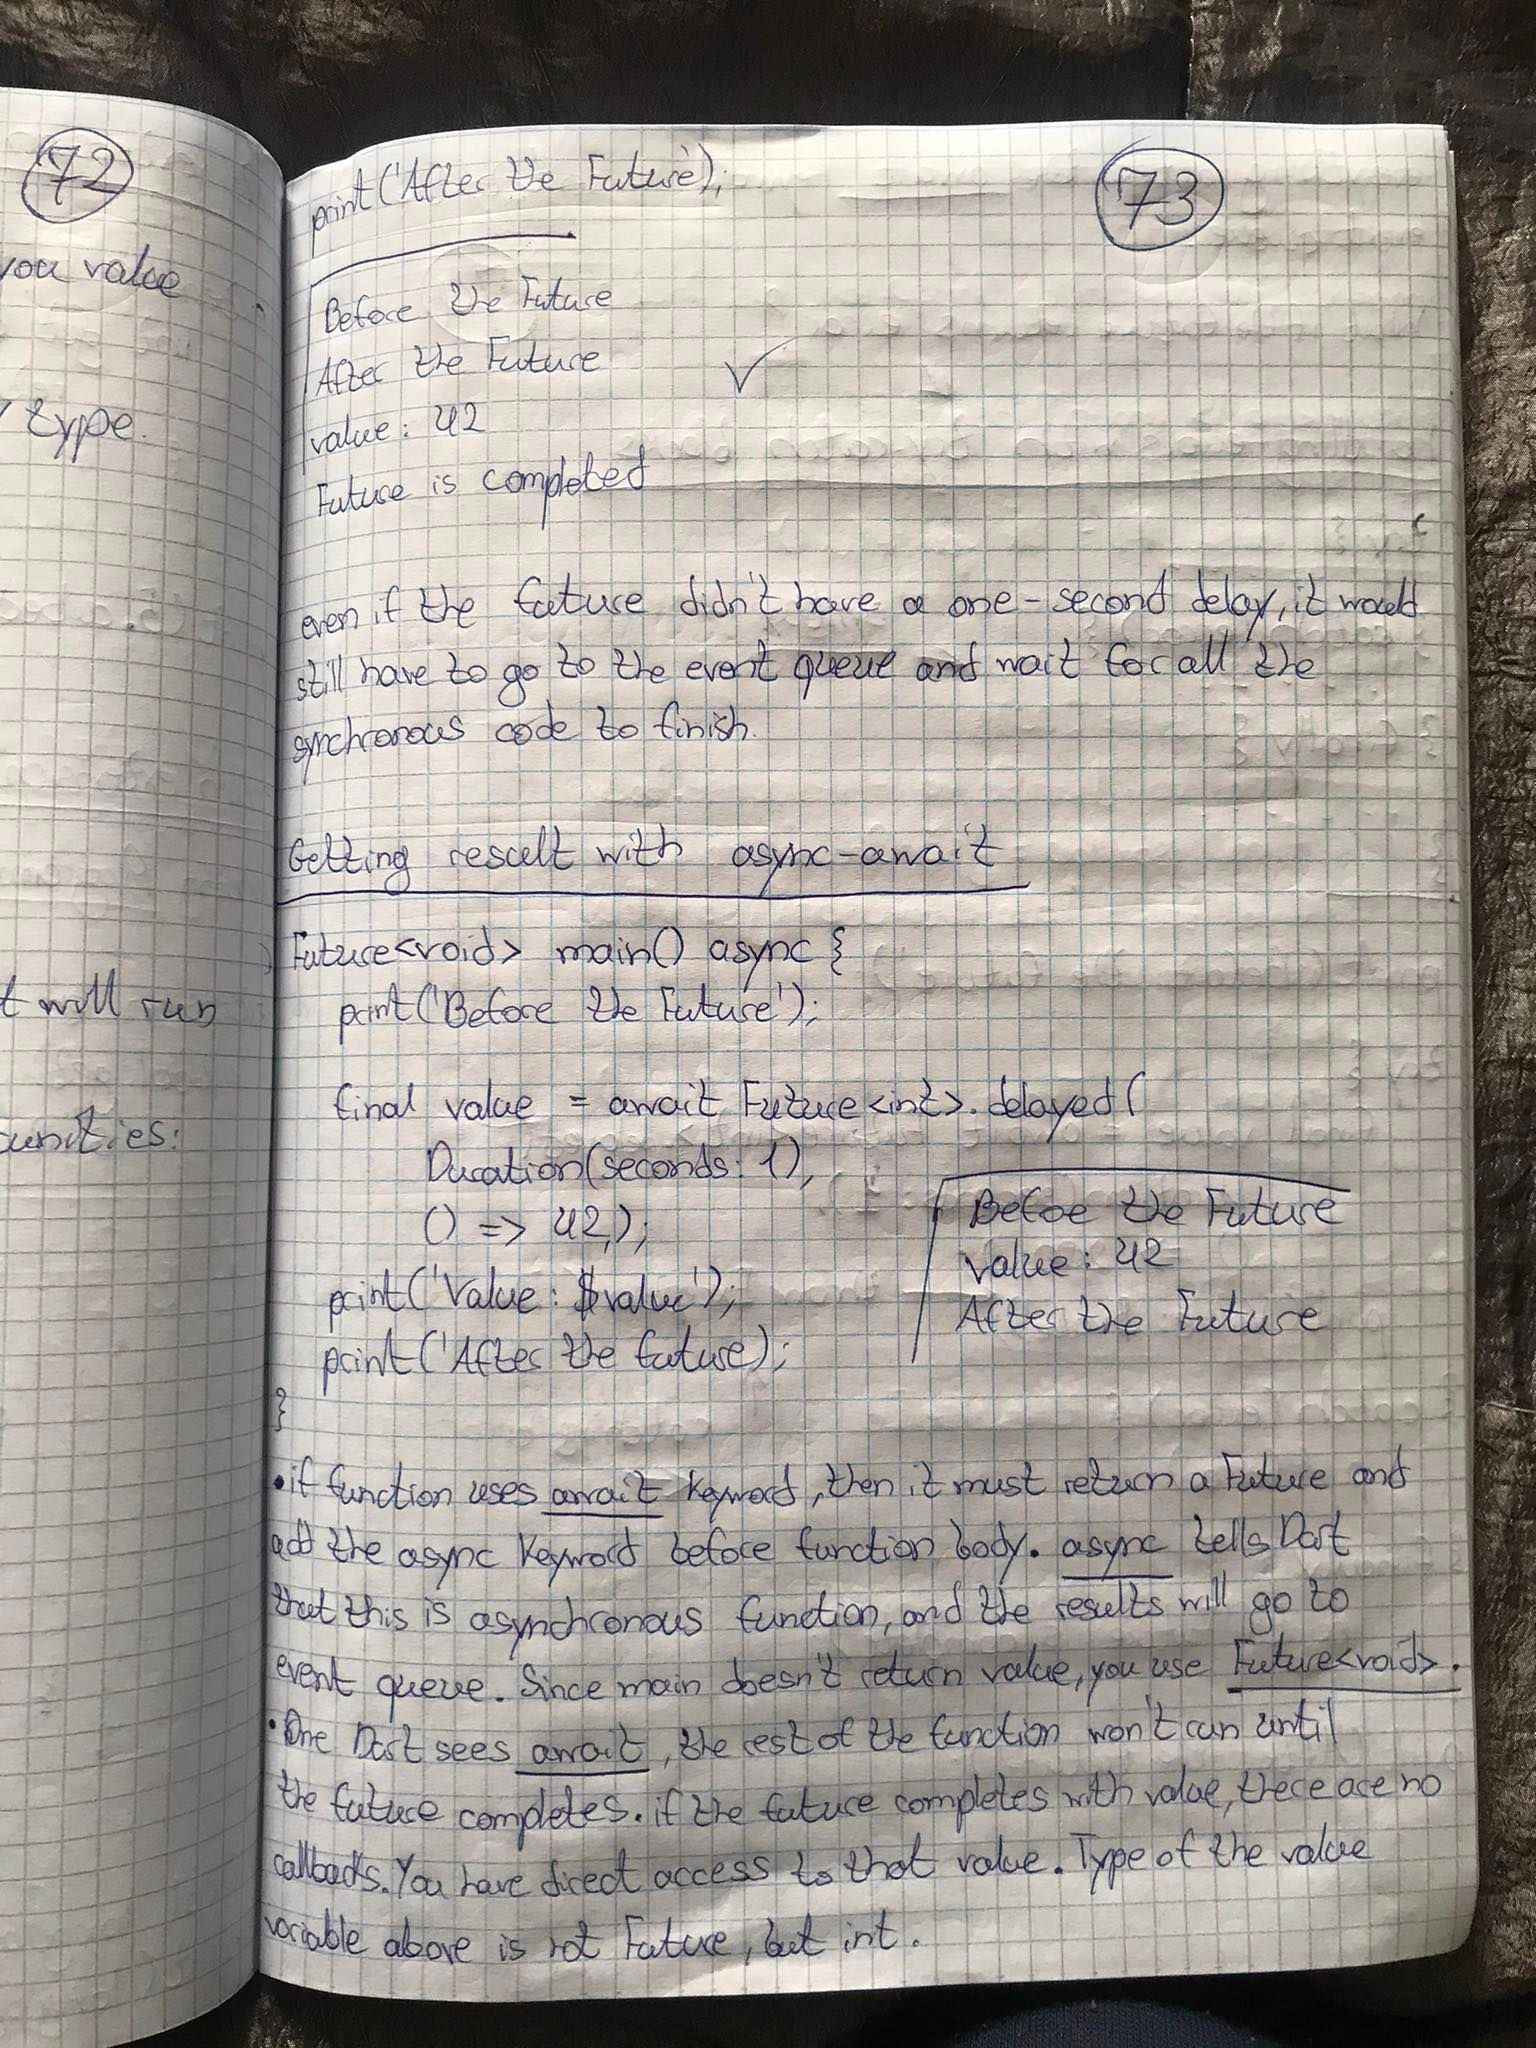 72
you value
type.
t will run
unities:
73
print('After the Future');
Before the Future
After the Future
value: 42
Future is completed
even if the future didn't have a one-second delay, it would
still have to go to the event queue and wait for all the
synchronous code to finish.
Getting result with async-await
Future<void> main() async {
print('Before the Future');
final value = await Future<int>.delayed(
Duration(seconds: 1),
() => 42,);
print('Value: $value');
print('After the future);
}
Befoe the Future
value: 42
After the Future
• if function uses await keyword, then it must return a Future and
add the async keyword before function body. async tells Dart
that this is asynchronous function, and the results will go to
event queue. Since main doesn't return value, you use Future<void>.
• One Dart sees await, the rest of the function won't run until
the future completes. if the future completes with value, there are no
callbacks. You have direct access to that value. Type of the value
variable above is not Future, but int.